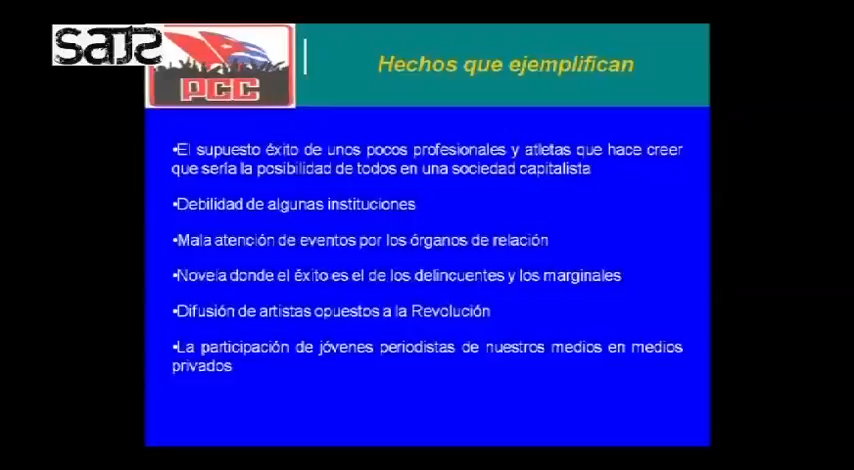 SATS
PCC
Hechos que ejemplifican
•El supuesto éxito de unos pocos profesionales y atletas que hace creer
que sería la posibilidad de todos en una sociedad capitalista
•Debilidad de algunas instituciones
•Mala atención de eventos por los órganos de relación
•Novela donde el éxito es el de los delincuentes y los marginales
•Difusión de artistas opuestos a la Revolución
•La participación de jóvenes periodistas de nuestros medios en medios
privados